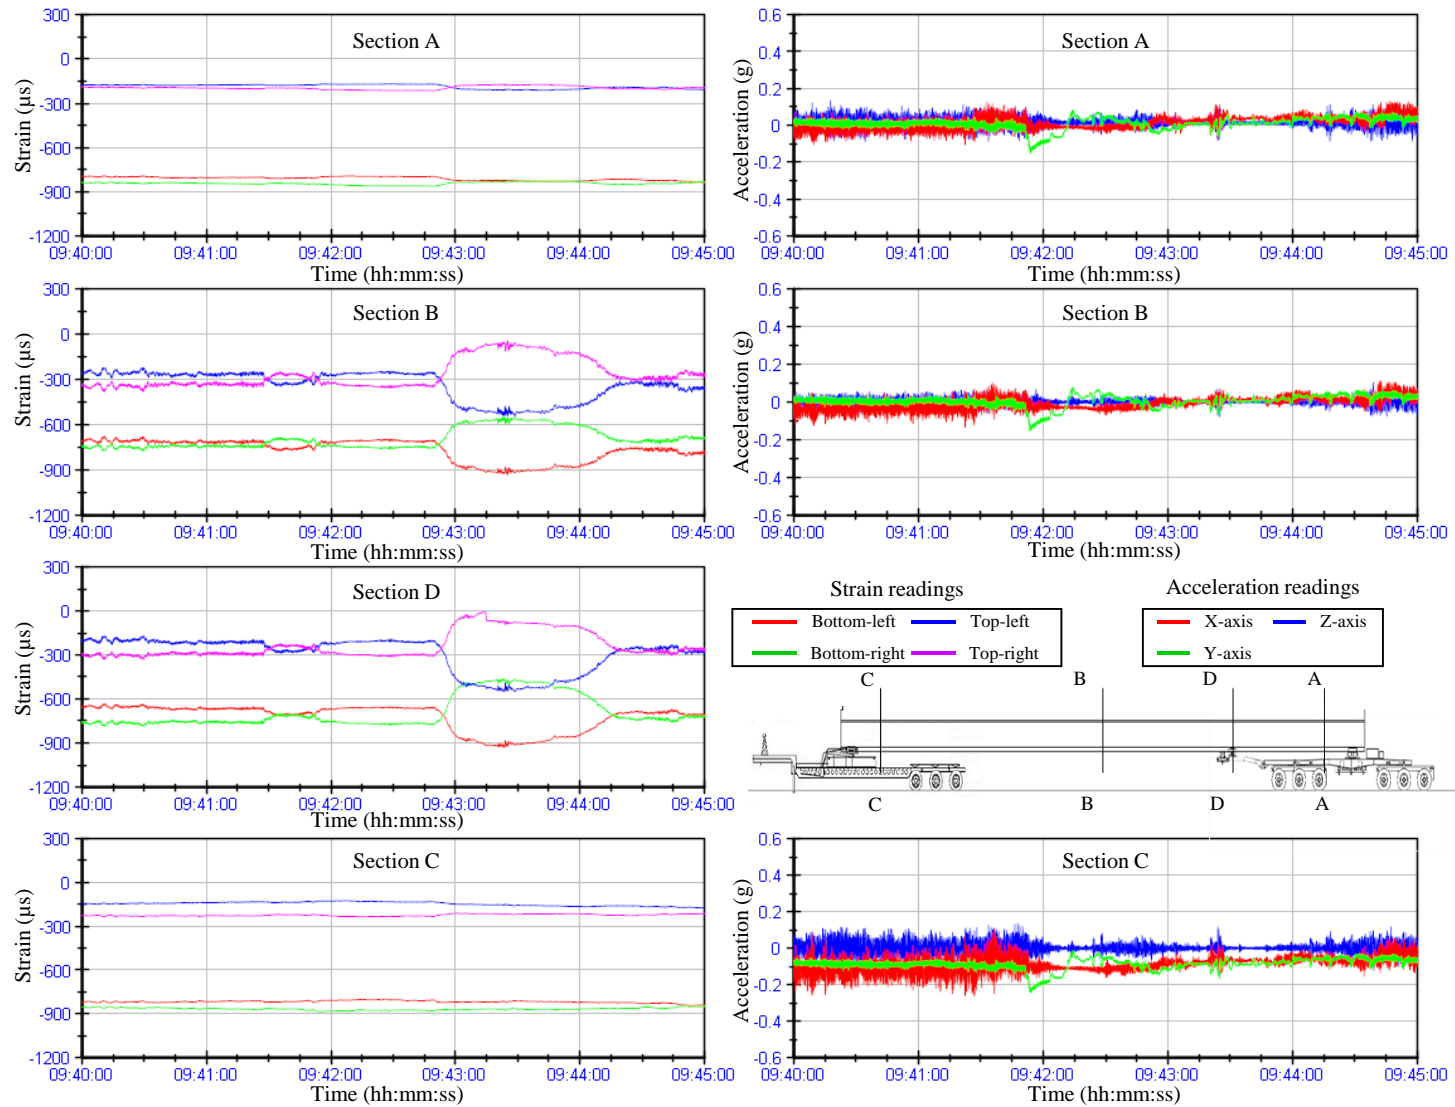 300
0
-300
-600
-900
-1200
Strain (µs)
Section A
09:40:00 09:41:00 09:42:00 09:43:00 09:44:00 09:45:00
Time (hh:mm:ss)
0.6
0.4
0.2
0
-0.2
-0.4
-0.6
Acceleration (g)
Section A
09:40:00 09:41:00 09:42:00 09:43:00 09:44:00 09:45:00
Time (hh:mm:ss)
300
0
-300
-600
-900
-1200
Strain (µs)
Section B
09:40:00 09:41:00 09:42:00 09:43:00 09:44:00 09:45:00
Time (hh:mm:ss)
0.6
0.4
0.2
0
-0.2
-0.4
-0.6
Acceleration (g)
Section B
09:40:00 09:41:00 09:42:00 09:43:00 09:44:00 09:45:00
Time (hh:mm:ss)
300
0
-300
-600
-900
-1200
Strain (µs)
Section D
09:40:00 09:41:00 09:42:00 09:43:00 09:44:00 09:45:00
Time (hh:mm:ss)
Strain readings
Bottom-left Top-left
Bottom-right Top-right
Acceleration readings
X-axis Z-axis
Y-axis
C B D A
C B D A
300
0
-300
-600
-900
-1200
Strain (µs)
Section C
09:40:00 09:41:00 09:42:00 09:43:00 09:44:00 09:45:00
Time (hh:mm:ss)
0.6
0.4
0.2
0
-0.2
-0.4
-0.6
Acceleration (g)
Section C
09:40:00 09:41:00 09:42:00 09:43:00 09:44:00 09:45:00
Time (hh:mm:ss)